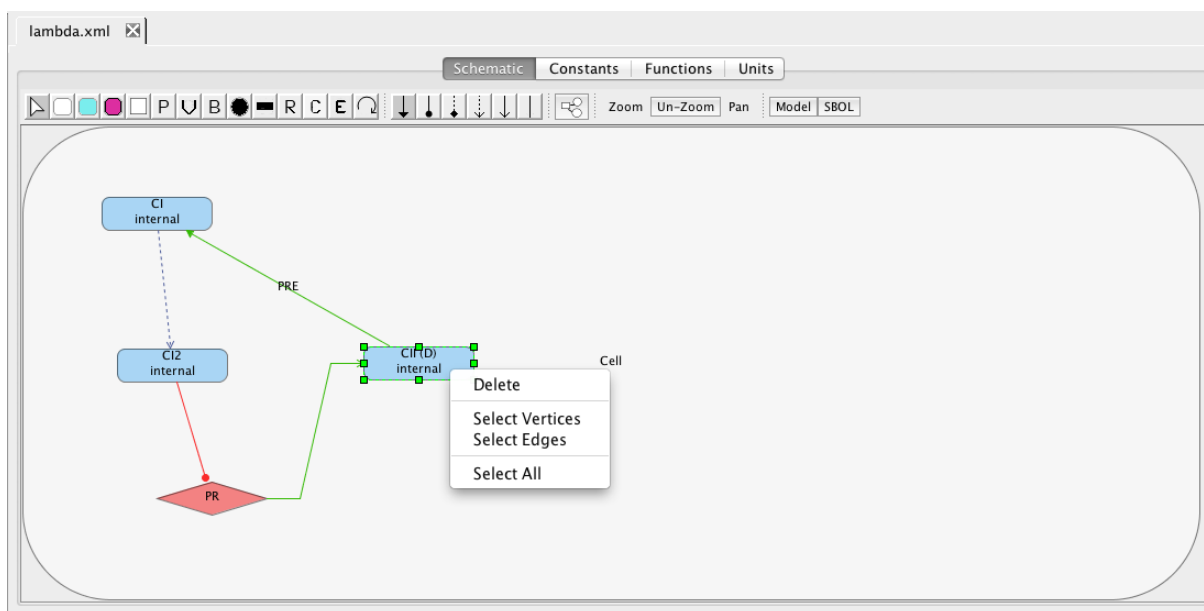 lambda.xml
Schematic Constants Functions Units
P V B R C E Zoom Un-Zoom Pan Model SBOL
CI
internal
PRE
CI2
internal
CII (D)
internal
Cell
Delete
Select Vertices
Select Edges
Select All
PR